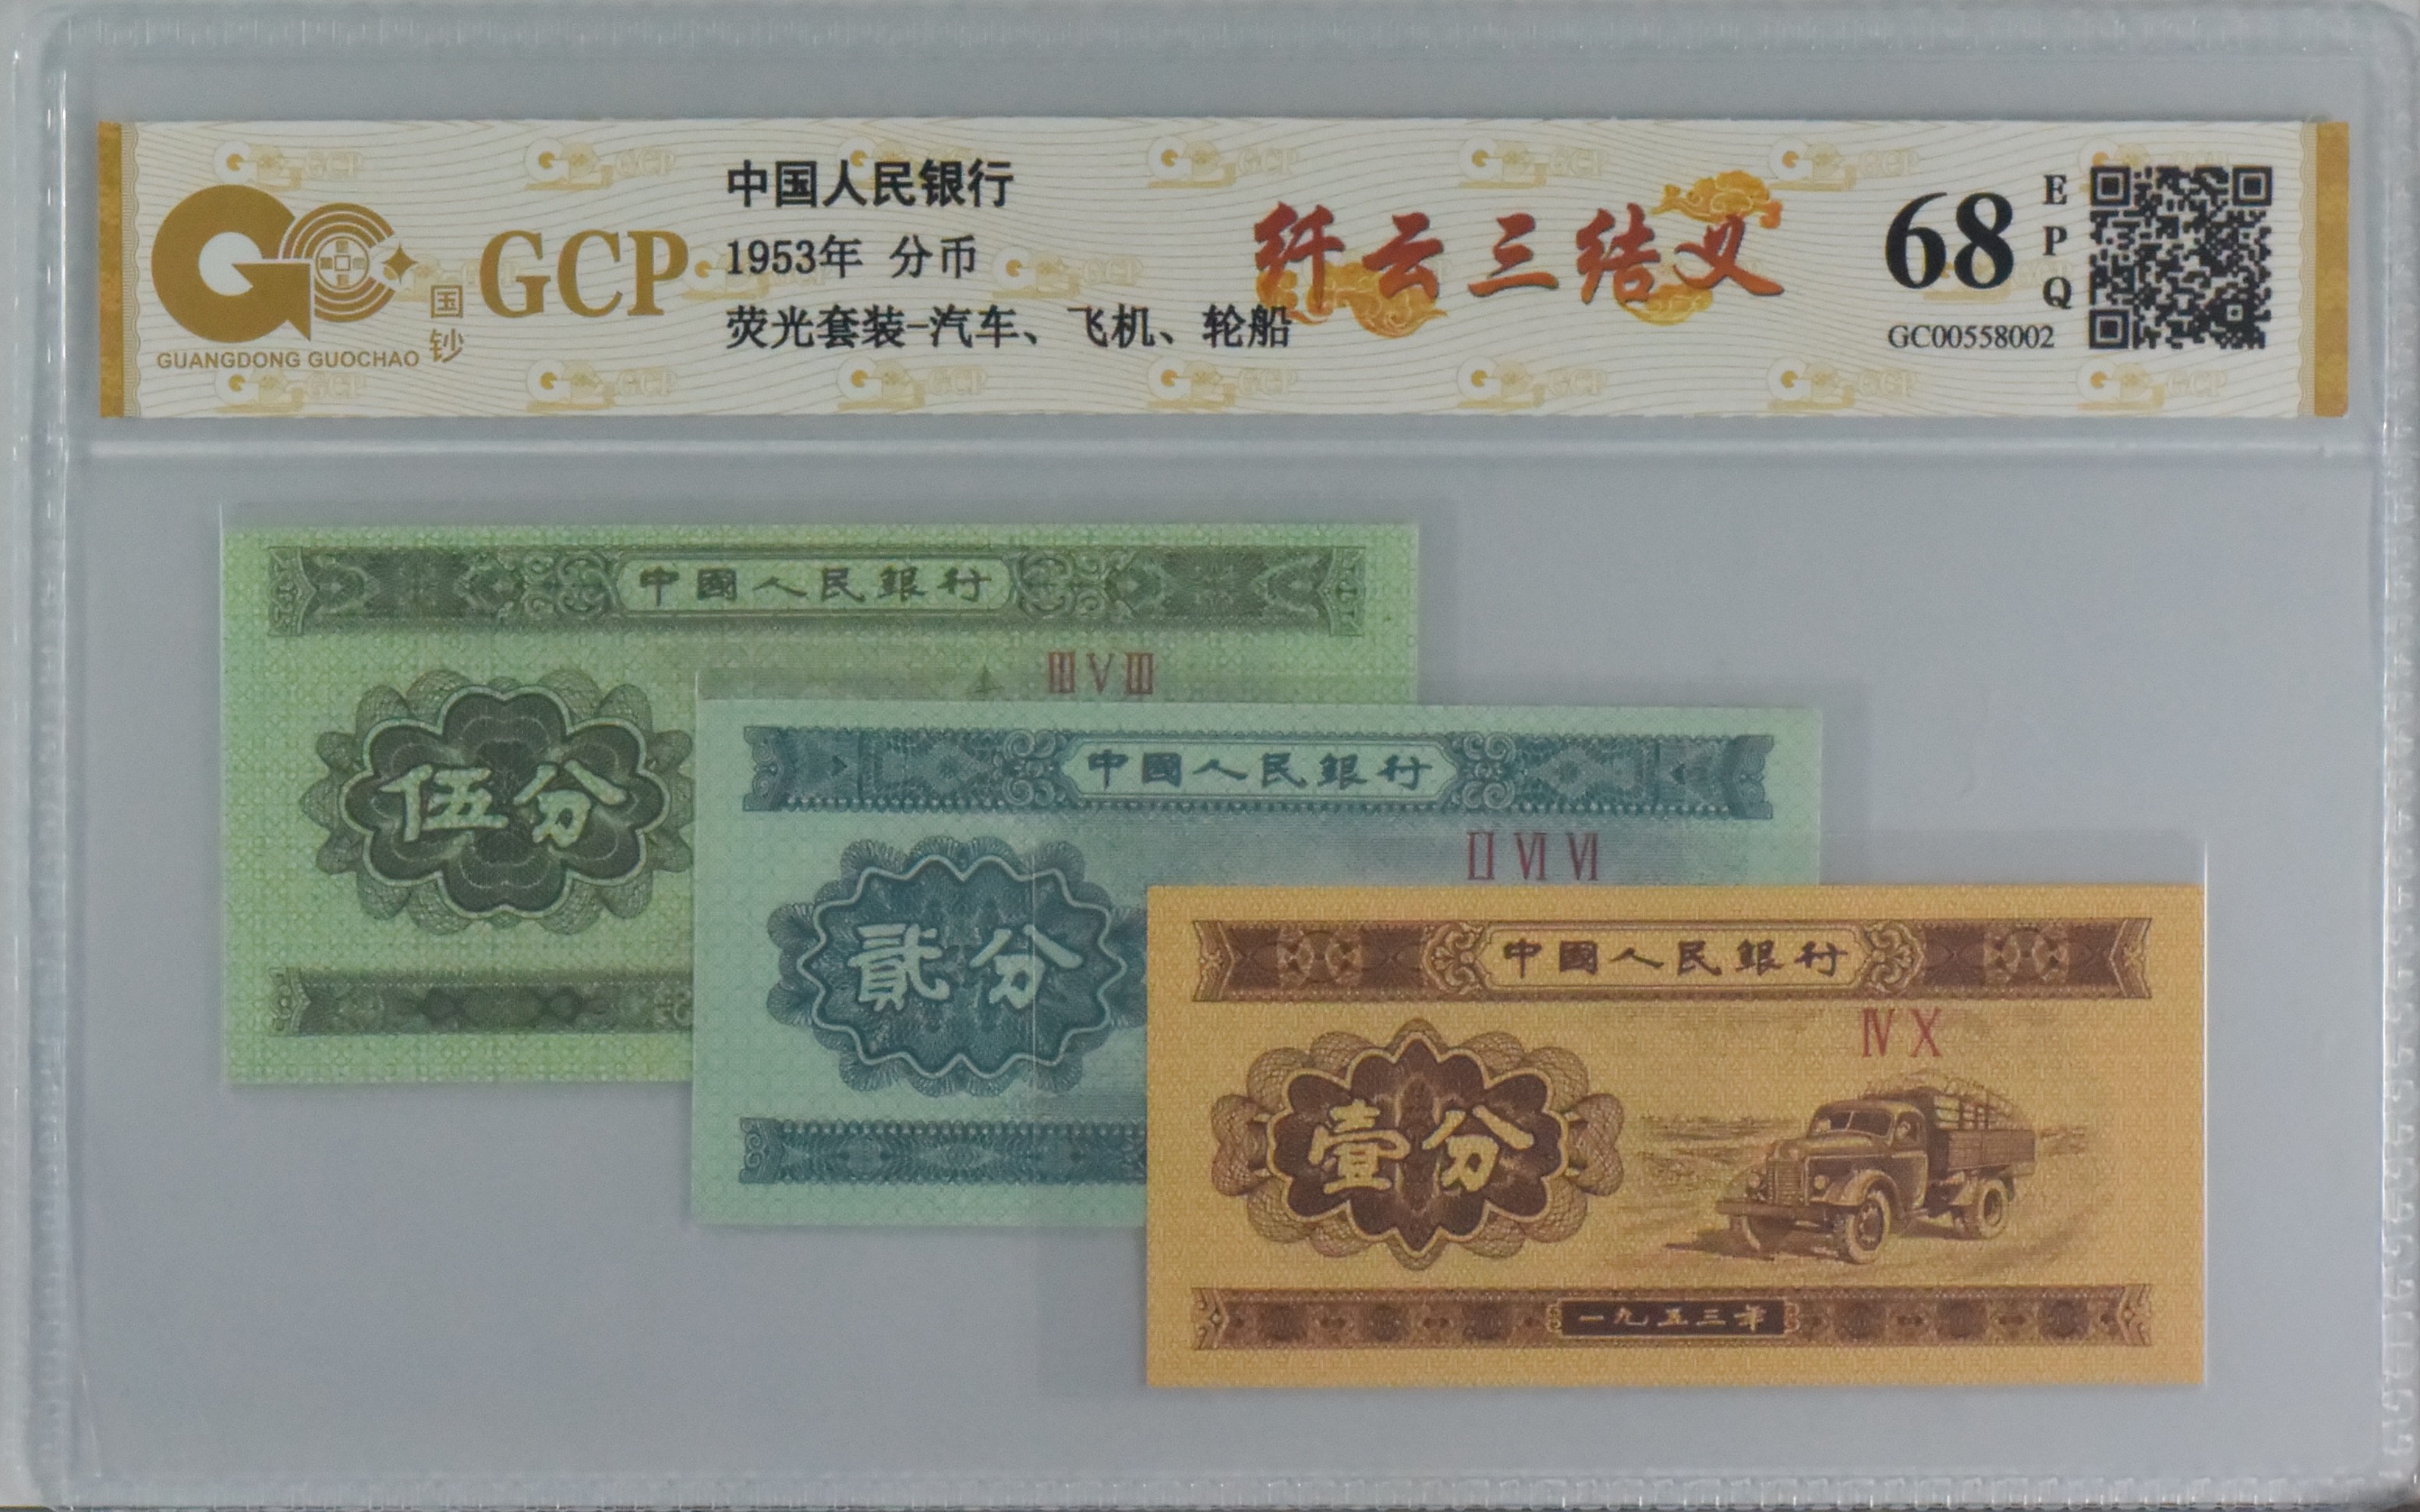 GCP
国钞
GUANGDONG GUOCHAO
中国人民银行
1953年 分币
荧光套装-汽车、飞机、轮船
纤云三结义
68
EPQ
GC00558002
中國人民銀行
ⅢⅤⅢ
伍分
中國人民銀行
ⅡⅥⅥ
貳分
中國人民銀行
ⅣⅩ
壹分
一九五三年